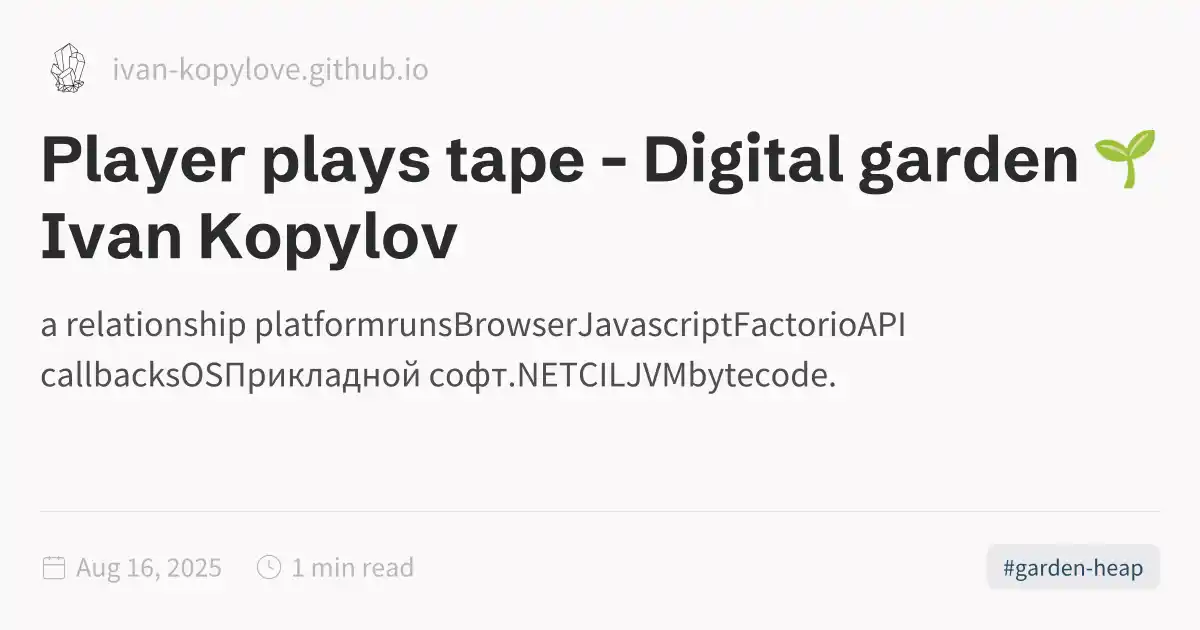 ivan-kopylove.github.io
Player plays tape - Digital garden 🌱
Ivan Kopylov
a relationship platformrunsBrowserJavascriptFactorioAPI
callbacksOSПрикладной софт.NETCILJVMbytecode.
Aug 16, 2025
1 min read
#garden-heap